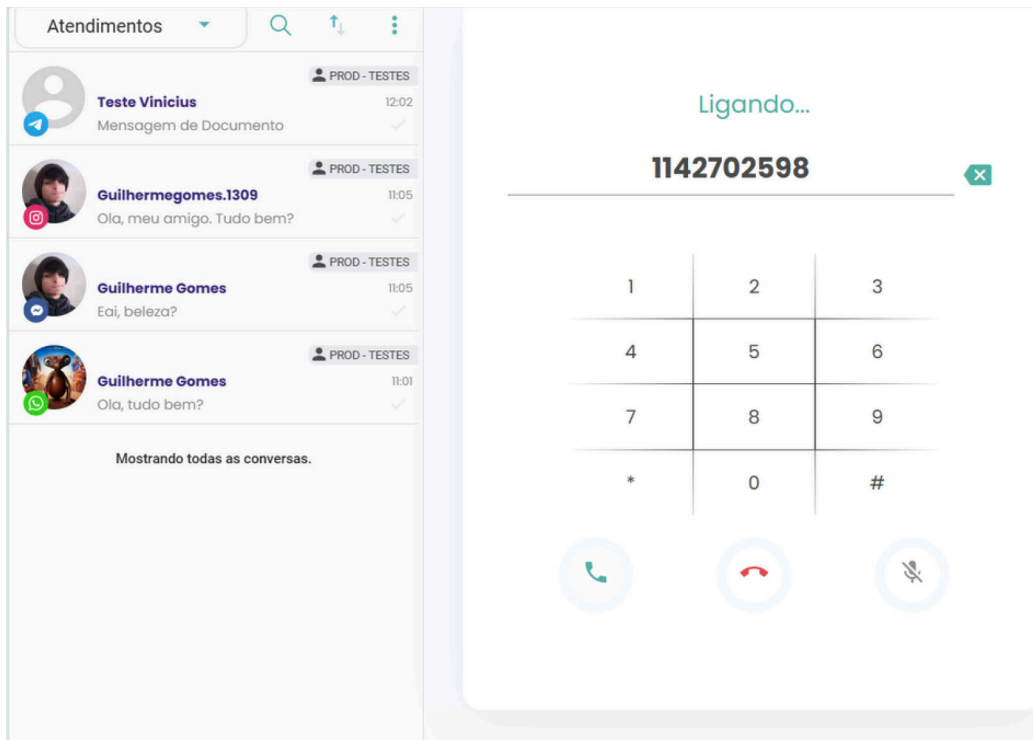 Atendimentos
PROD - TESTES
Teste Vinicius
12:02
Mensagem de Documento
PROD - TESTES
Guilhermegomes.1309
11:05
Ola, meu amigo. Tudo bem?
PROD - TESTES
Guilherme Gomes
11:05
Eai, beleza?
PROD - TESTES
Guilherme Gomes
11:01
Ola, tudo bem?
Mostrando todas as conversas.
Ligando...
1142702598
1 2 3
4 5 6
7 8 9
* 0 #